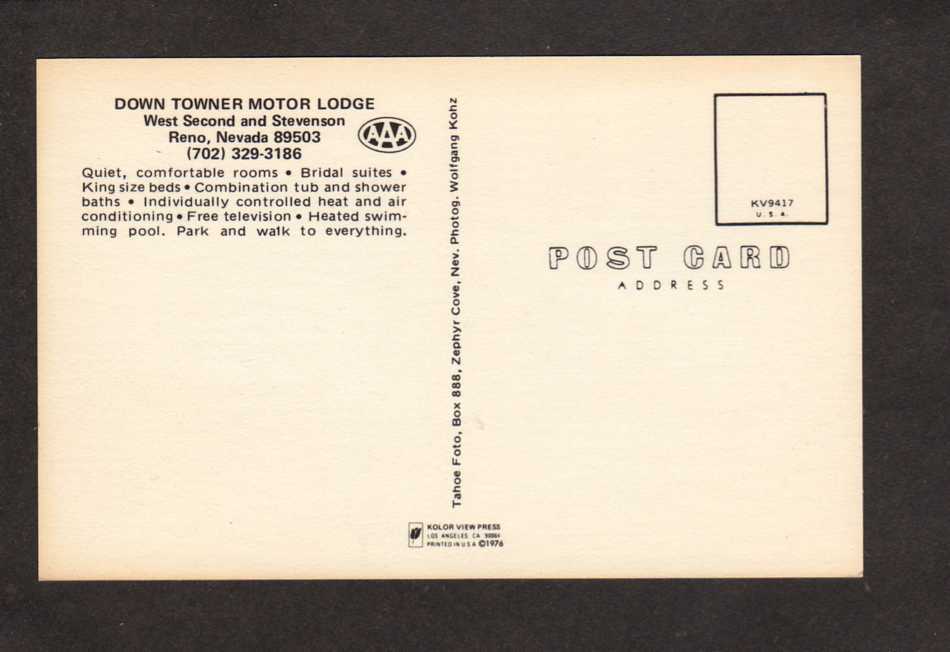 DOWN TOWNER MOTOR LODGE
West Second and Stevenson
Reno, Nevada 89503
(702) 329-3186
AAA
Quiet, comfortable rooms • Bridal suites •
King size beds • Combination tub and shower
baths • Individually controlled heat and air
conditioning • Free television • Heated swim-
ming pool. Park and walk to everything.
Tahoe Foto, Box 888, Zephyr Cove, Nev. Photog. Wolfgang Kohz
KV9417
U. S. A.
POST CARD
ADDRESS
KOLOR VIEW PRESS
LOS ANGELES CA
PRINTED IN U S A ©1976